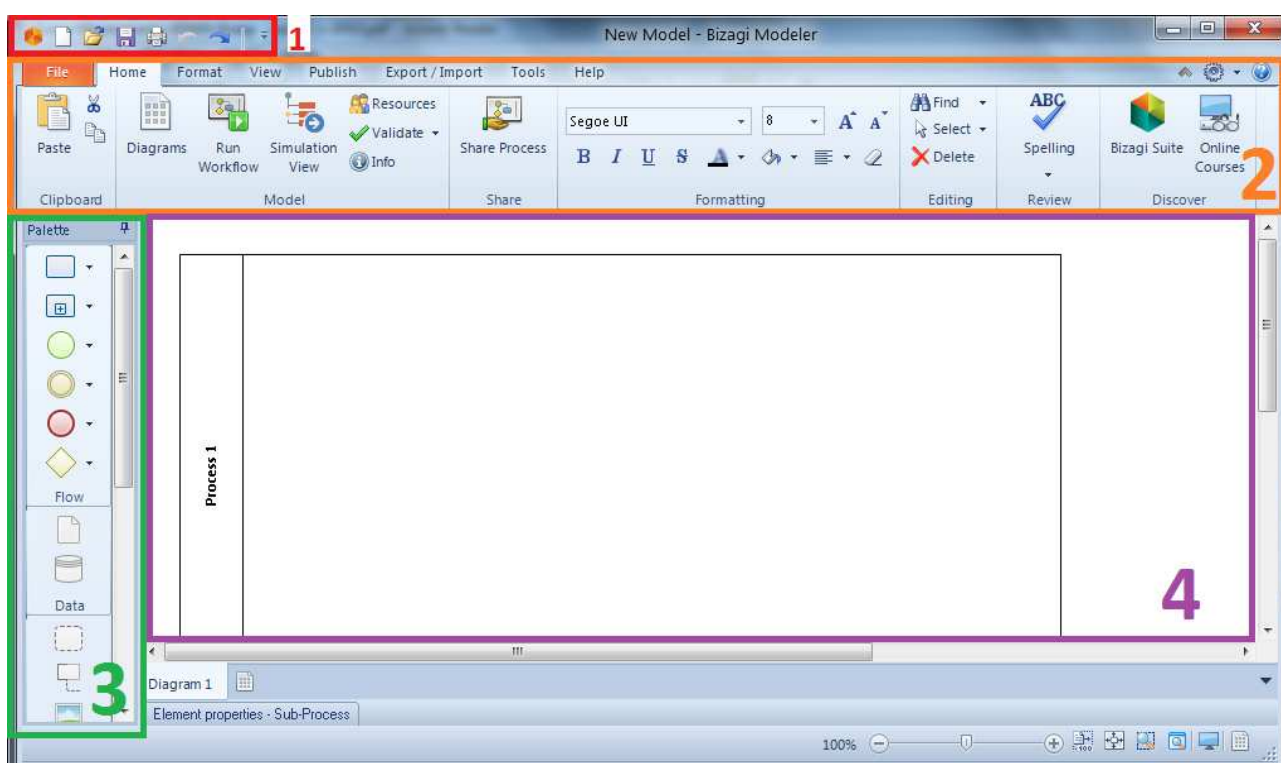 1
New Model - Bizagi Modeler
File Home Format View Publish Export / Import Tools Help
Paste
Clipboard
Diagrams
Run Workflow
Simulation View
Resources
Validate
Info
Model
Share Process
Share
Segoe UI 8 A A
B I U S A
Formatting
Find
Select
Delete
Editing
ABC
Spelling
Review
Bizagi Suite
Online Courses
Discover
2
Palette
Flow
Data
3
Process 1
4
Diagram 1
Element properties - Sub-Process
100%